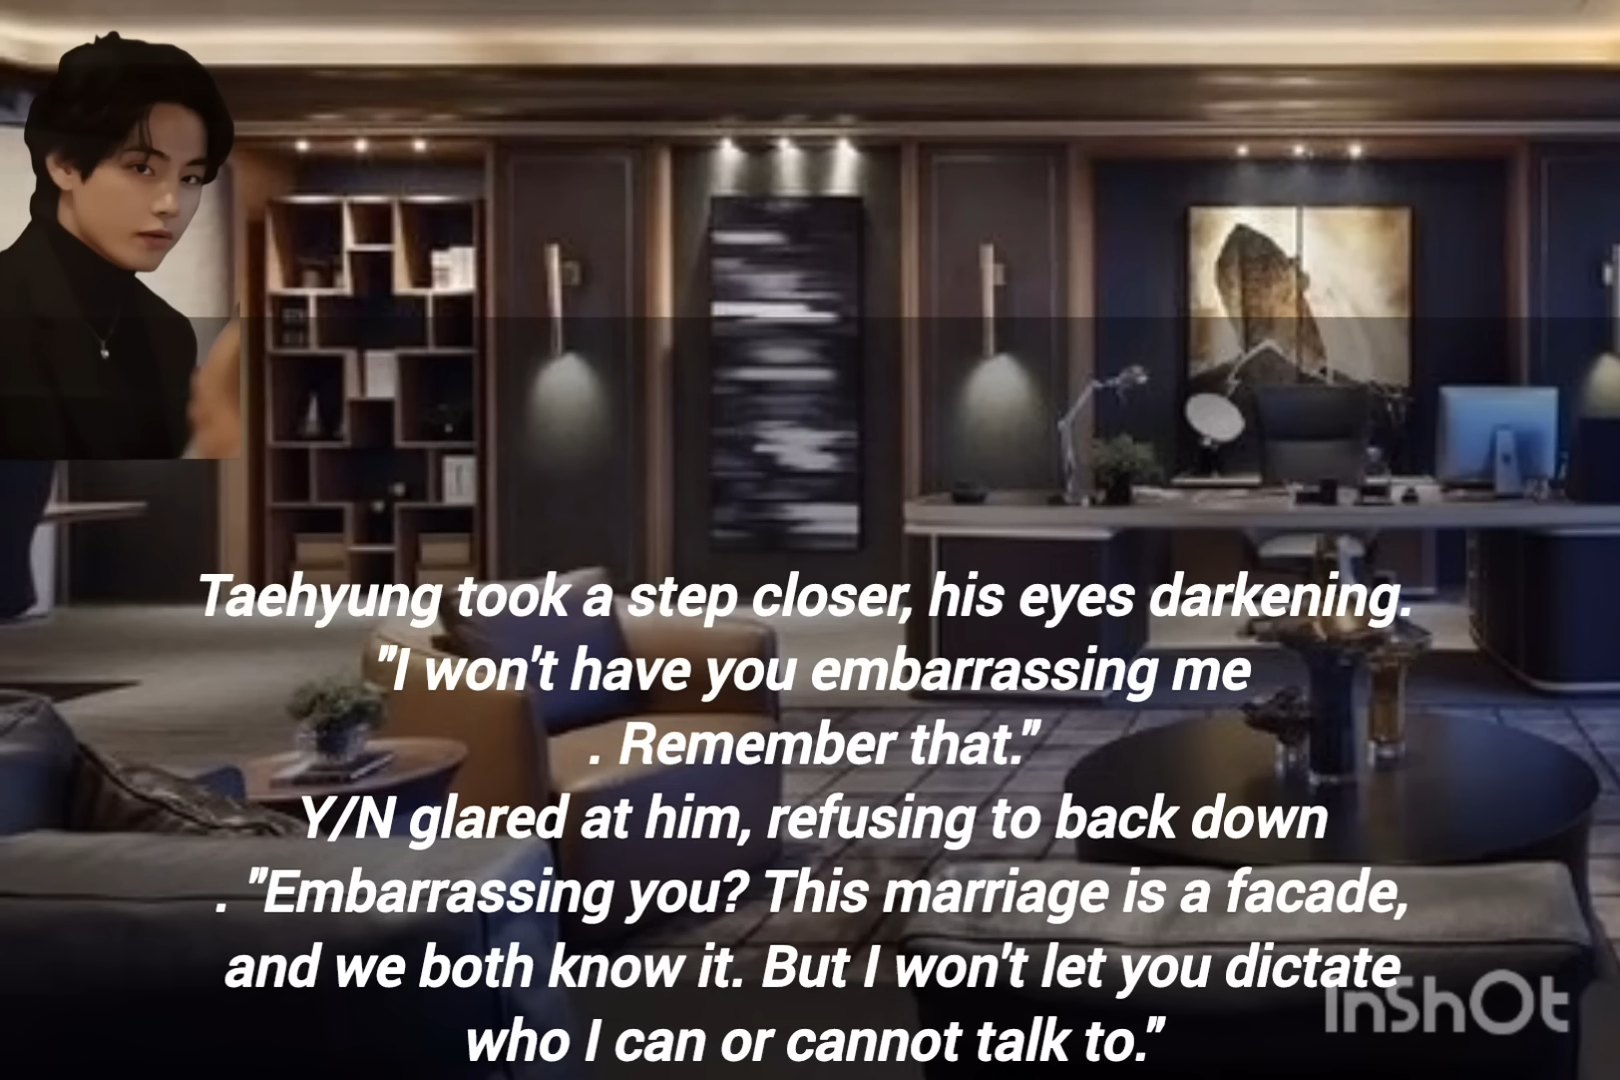 Taehyung took a step closer, his eyes darkening.
"I won't have you embarrassing me
. Remember that."
Y/N glared at him, refusing to back down
. "Embarrassing you? This marriage is a facade,
and we both know it. But I won't let you dictate
who I can or cannot talk to."
InShOt